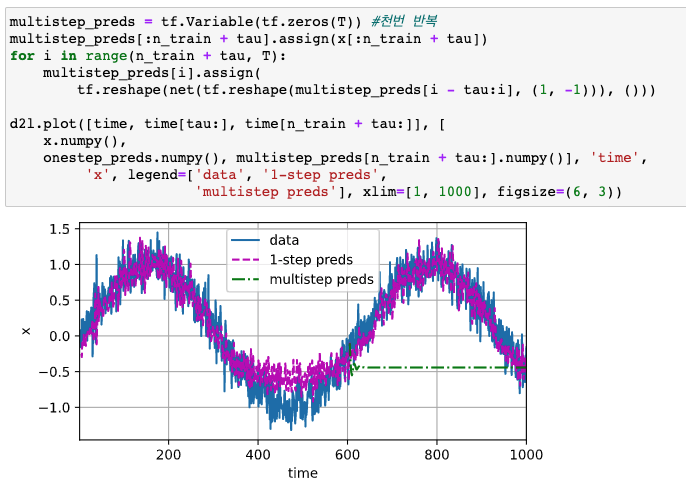 multistep_preds = tf.Variable(tf.zeros(T)) #천번 반복
multistep_preds[:n_train + tau].assign(x[:n_train + tau])
for i in range(n_train + tau, T):
    multistep_preds[i].assign(
        tf.reshape(net(tf.reshape(multistep_preds[i - tau:i], (1, -1))), ()))
d2l.plot([time, time[tau:], time[n_train + tau:]], [
    x.numpy(),
    onestep_preds.numpy(), multistep_preds[n_train + tau:].numpy()], 'time',
         'x', legend=['data', '1-step preds',
                      'multistep preds'], xlim=[1, 1000], figsize=(6, 3))
data
1-step preds
multistep preds
1.5
1.0
0.5
0.0
−0.5
−1.0
x
200 400 600 800 1000
time